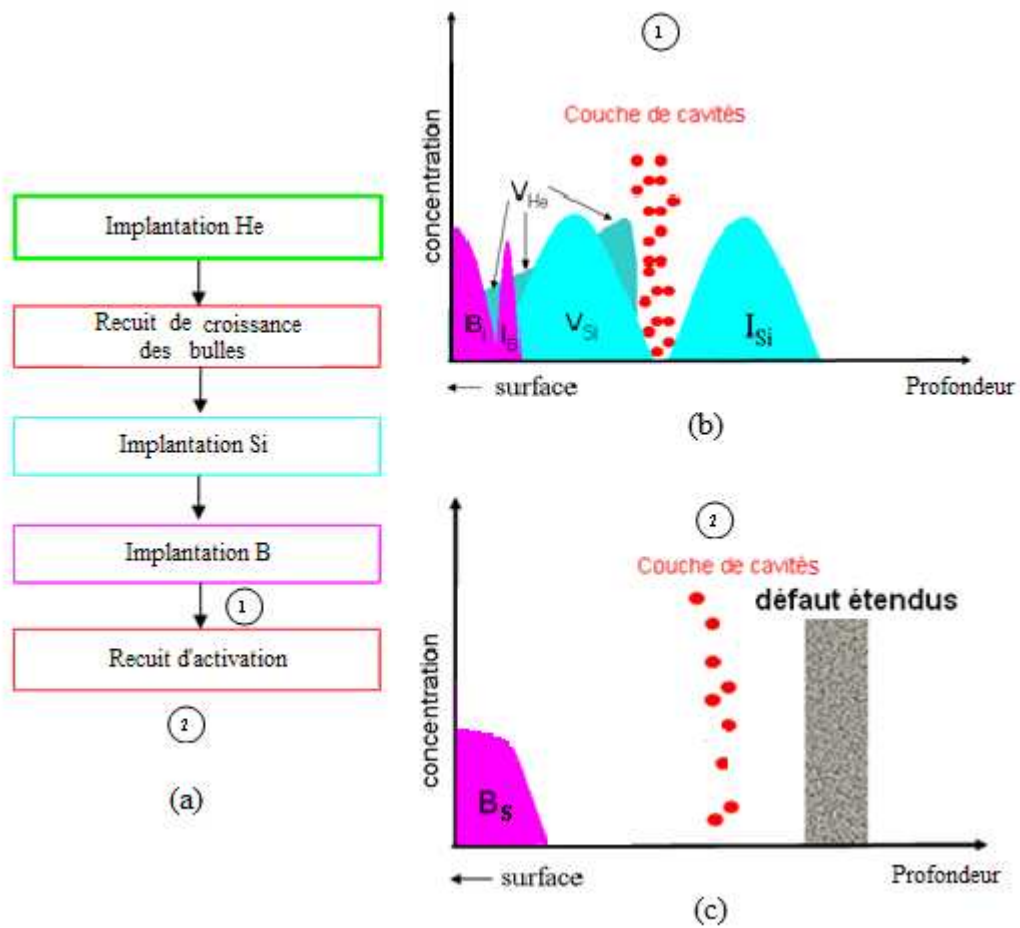 Implantation He
Recuit de croissance
des bulles
Implantation Si
Implantation B
1
Recuit d'activation
2
(a)
1
concentration
Couche de cavités
V_He
B_i
V_Si
I_Si
← surface
Profondeur
(b)
2
concentration
Couche de cavités
défaut étendus
B_s
← surface
Profondeur
(c)